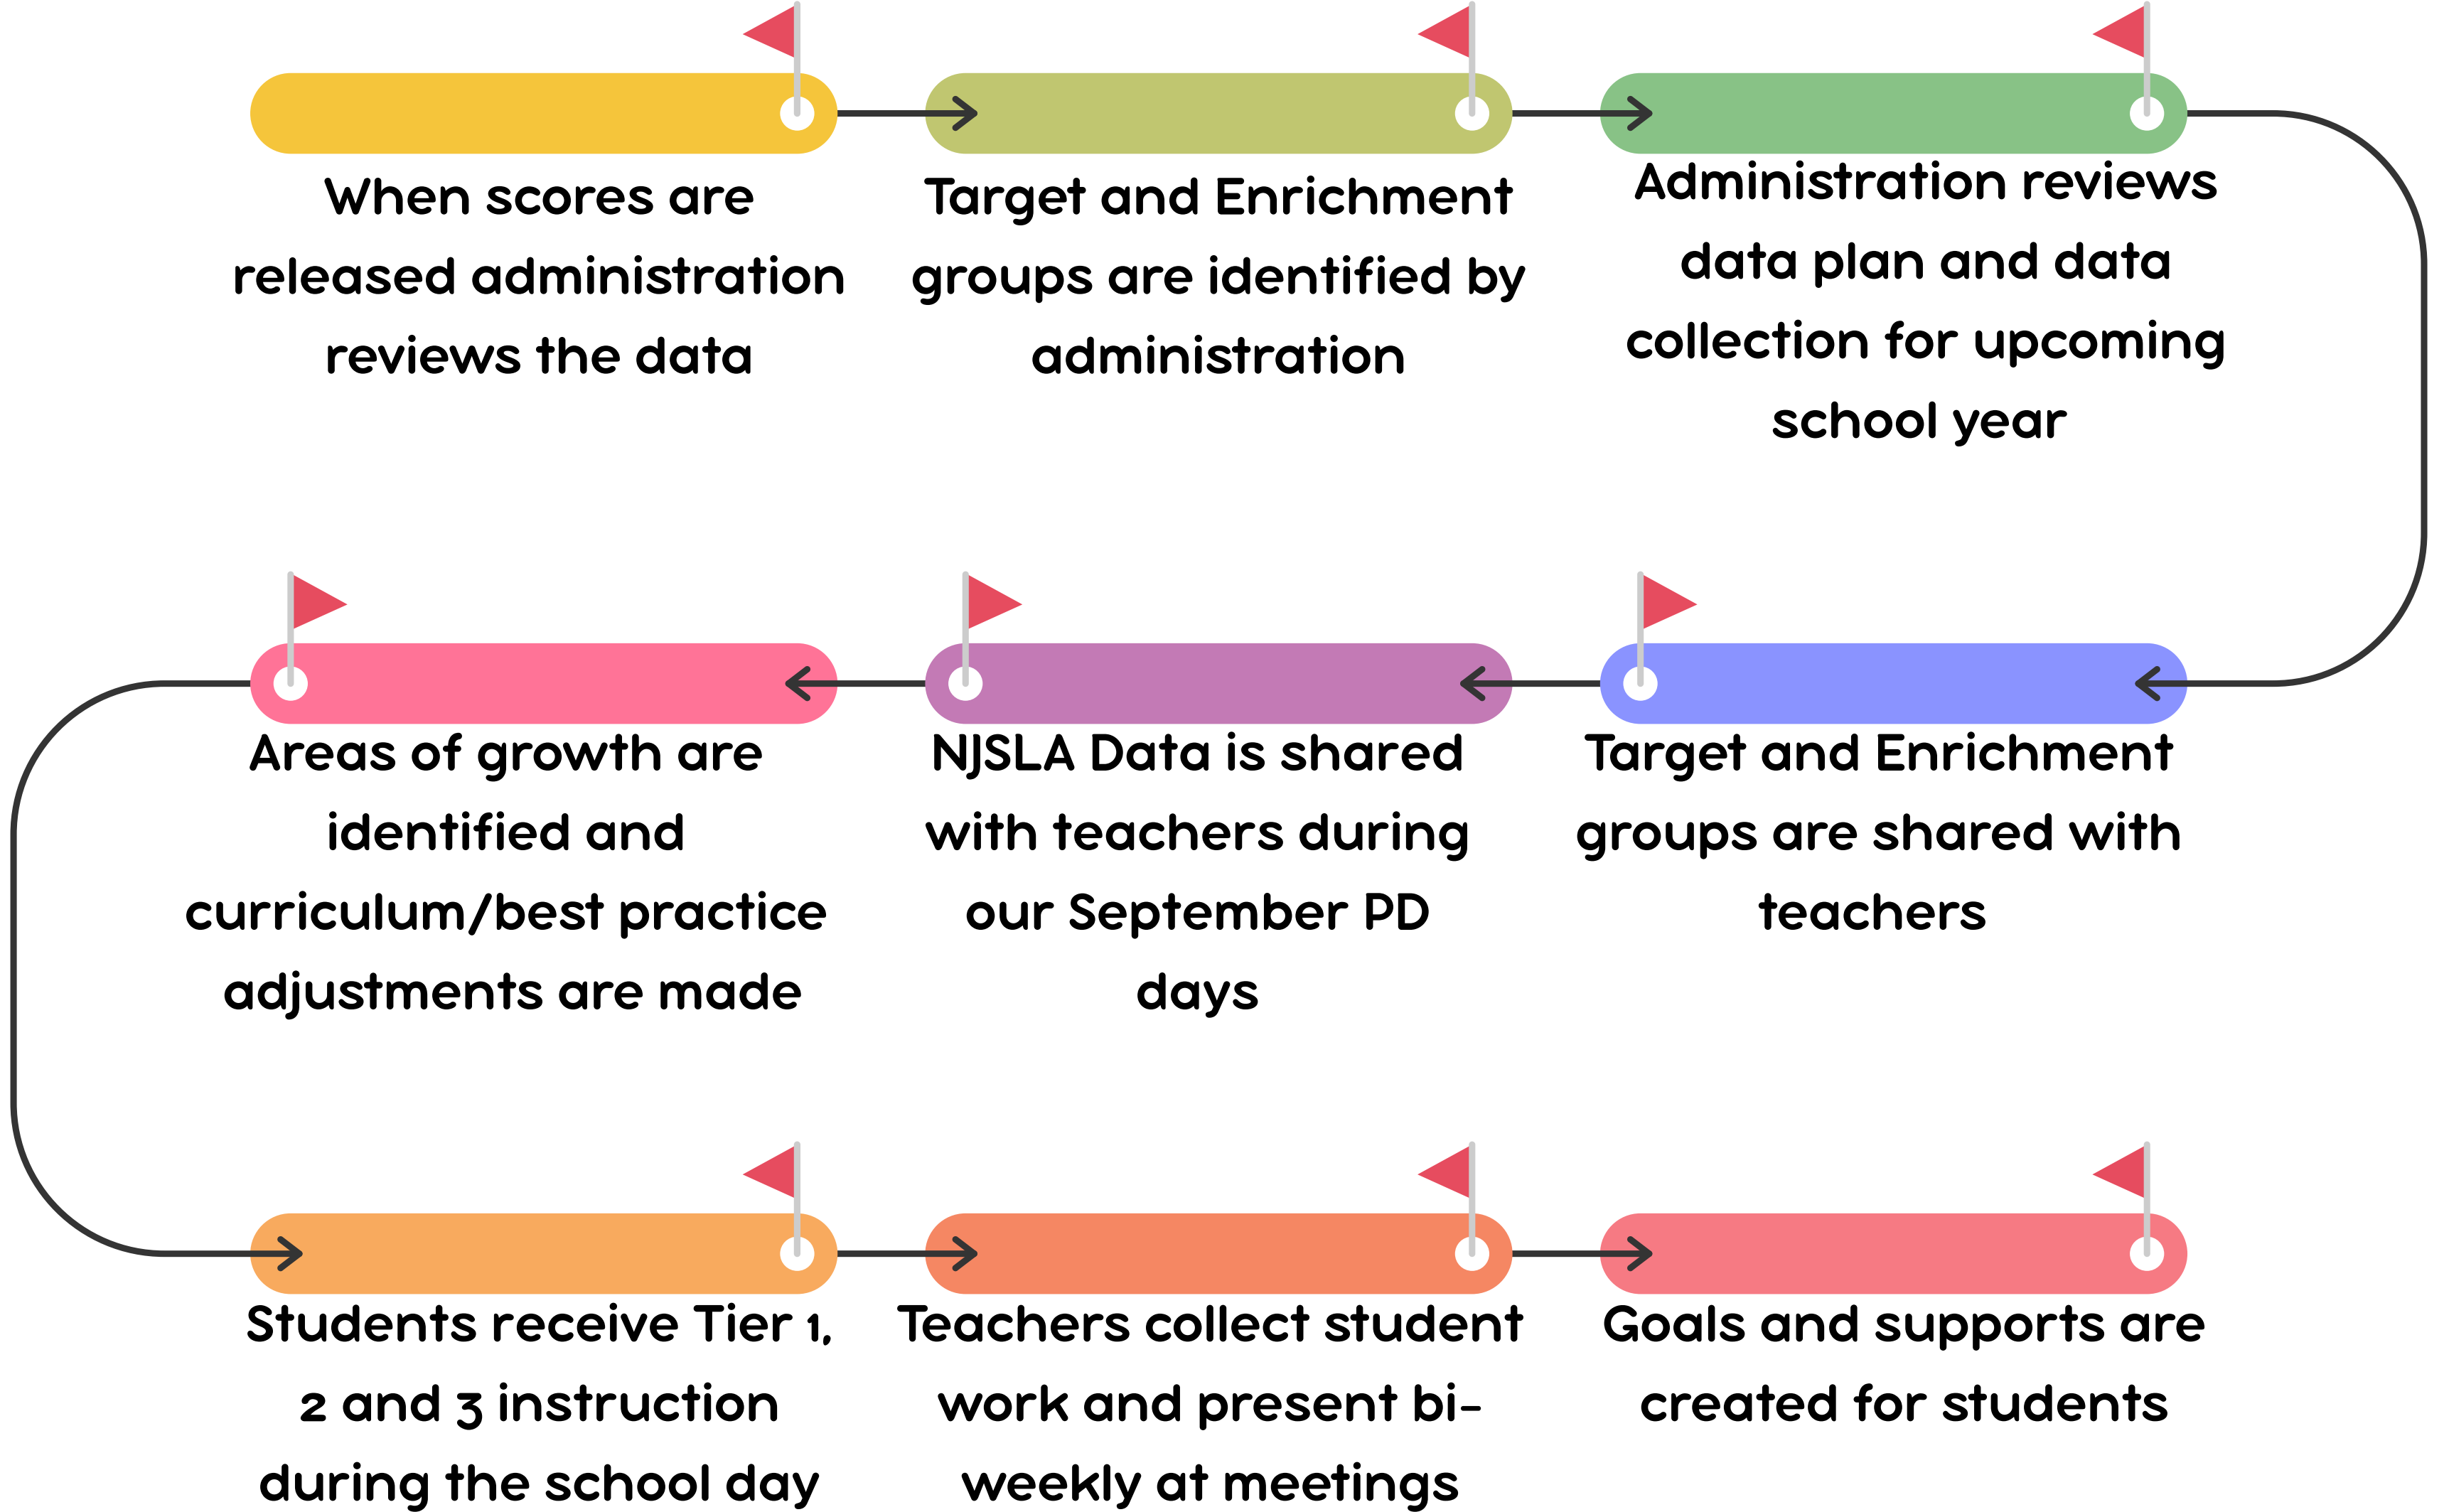 When scores are
released administration
reviews the data
Target and Enrichment
groups are identified by
administration
Administration reviews
data plan and data
collection for upcoming
school year
Target and Enrichment
groups are shared with
teachers
NJSLA Data is shared
with teachers during
our September PD
days
Areas of growth are
identified and
curriculum/best practice
adjustments are made
Students receive Tier 1,
2 and 3 instruction
during the school day
Teachers collect student
work and present bi-
weekly at meetings
Goals and supports are
created for students